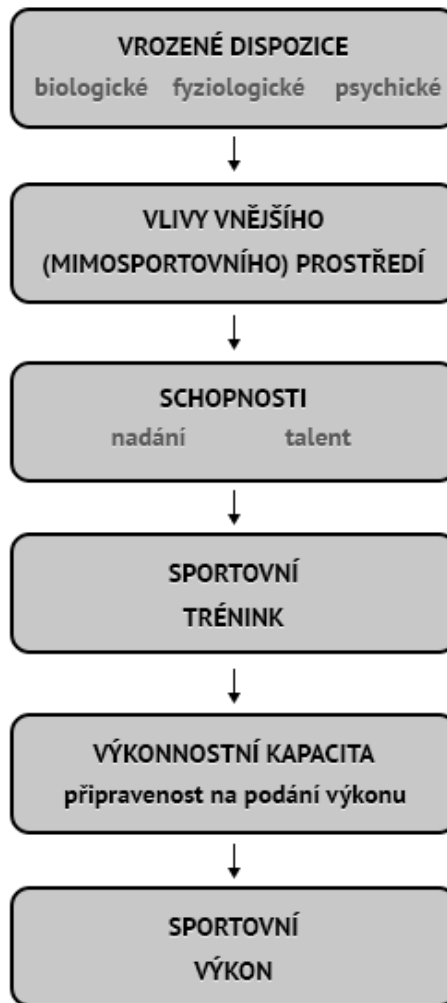 VROZENÉ DISPOZICE
biologické fyziologické psychické
VLIVY VNĚJŠÍHO
(MIMOSPORTOVNÍHO) PROSTŘEDÍ
SCHOPNOSTI
nadání talent
SPORTOVNÍ
TRÉNINK
VÝKONNOSTNÍ KAPACITA
připravenost na podání výkonu
SPORTOVNÍ
VÝKON